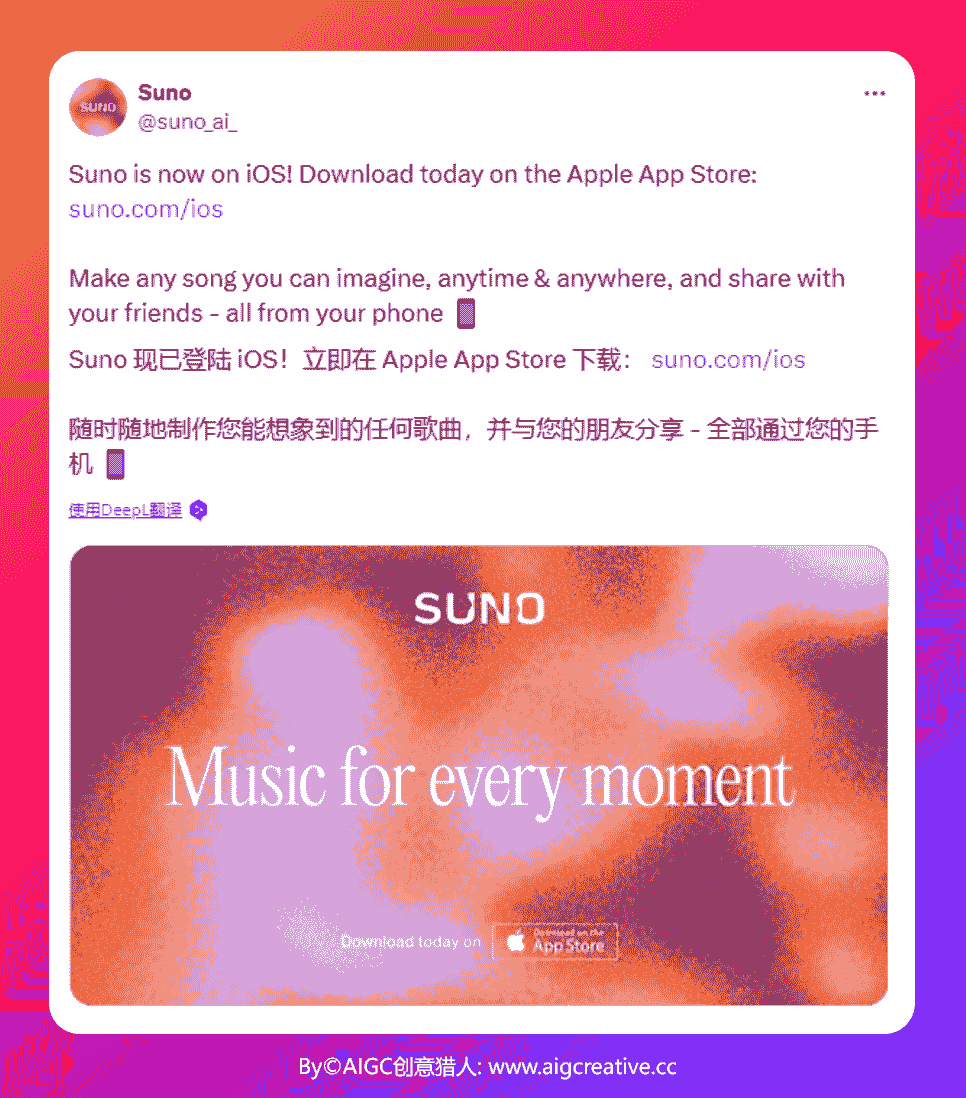 SUNO
Suno
@suno_ai_
Suno is now on iOS! Download today on the Apple App Store:
suno.com/ios
Make any song you can imagine, anytime & anywhere, and share with
your friends - all from your phone
Suno 现已登陆 iOS！立即在 Apple App Store 下载： suno.com/ios
随时随地制作您能想象到的任何歌曲，并与您的朋友分享 - 全部通过您的手
机
使用DeepL翻译
SUNO
Music for every moment
Download today on
Download on the
App Store
By©AIGC创意猎人: www.aigcreative.cc